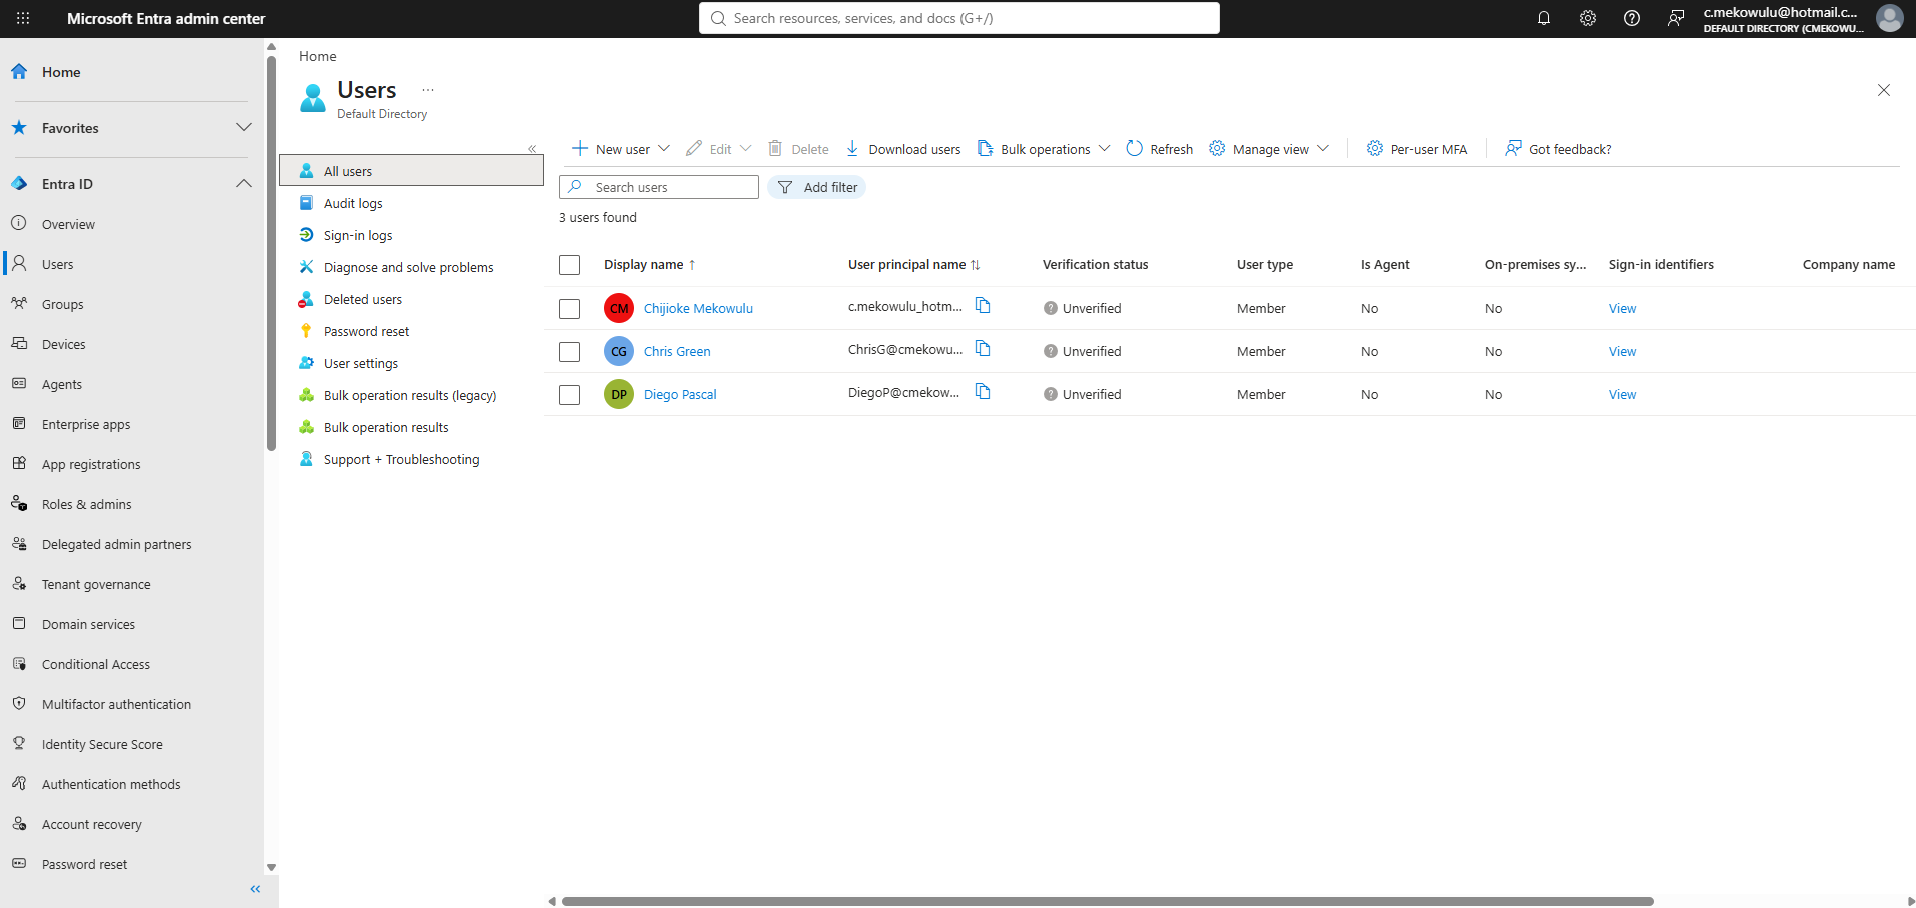 Microsoft Entra admin center
Search resources, services, and docs (G+/)
c.mekowulu@hotmail.c...
DEFAULT DIRECTORY (CMEKOWU...
Home
Favorites
Entra ID
Overview
Users
Groups
Devices
Agents
Enterprise apps
App registrations
Roles & admins
Delegated admin partners
Tenant governance
Domain services
Conditional Access
Multifactor authentication
Identity Secure Score
Authentication methods
Account recovery
Password reset
Home
Users
Default Directory
All users
Audit logs
Sign-in logs
Diagnose and solve problems
Deleted users
Password reset
User settings
Bulk operation results (legacy)
Bulk operation results
Support + Troubleshooting
New user Edit Delete Download users Bulk operations Refresh Manage view Per-user MFA Got feedback?
Search users Add filter
3 users found
Display name User principal name Verification status User type Is Agent On-premises sy... Sign-in identifiers Company name
CM Chijioke Mekowulu c.mekowulu_hotm... Unverified Member No No View
CG Chris Green ChrisG@cmekowu... Unverified Member No No View
DP Diego Pascal DiegoP@cmekow... Unverified Member No No View